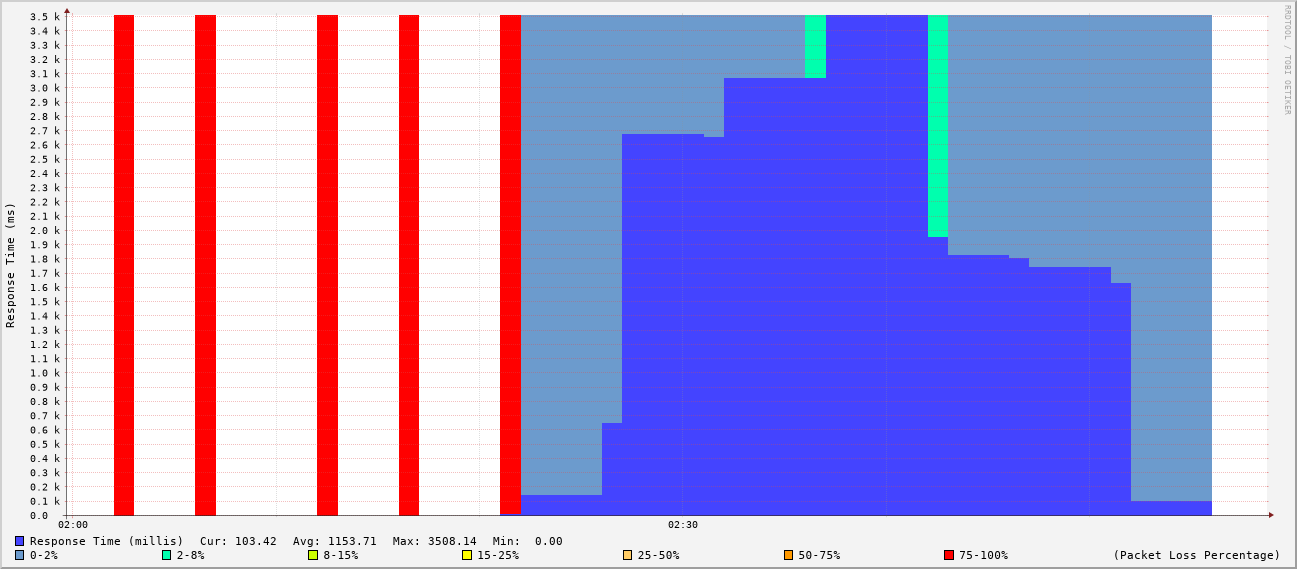 3.5 k
3.4 k
3.3 k
3.2 k
3.1 k
3.0 k
2.9 k
2.8 k
2.7 k
2.6 k
2.5 k
2.4 k
2.3 k
2.2 k
2.1 k
2.0 k
1.9 k
1.8 k
1.7 k
1.6 k
1.5 k
1.4 k
1.3 k
1.2 k
1.1 k
1.0 k
0.9 k
0.8 k
0.7 k
0.6 k
0.5 k
0.4 k
0.3 k
0.2 k
0.1 k
0.0
Response Time (ms)
RRDTOOL / TOBI OETIKER
02:00 02:30
Response Time (millis) Cur: 103.42 Avg: 1153.71 Max: 3508.14 Min: 0.00
0-2% 2-8% 8-15% 15-25% 25-50% 50-75% 75-100% (Packet Loss Percentage)